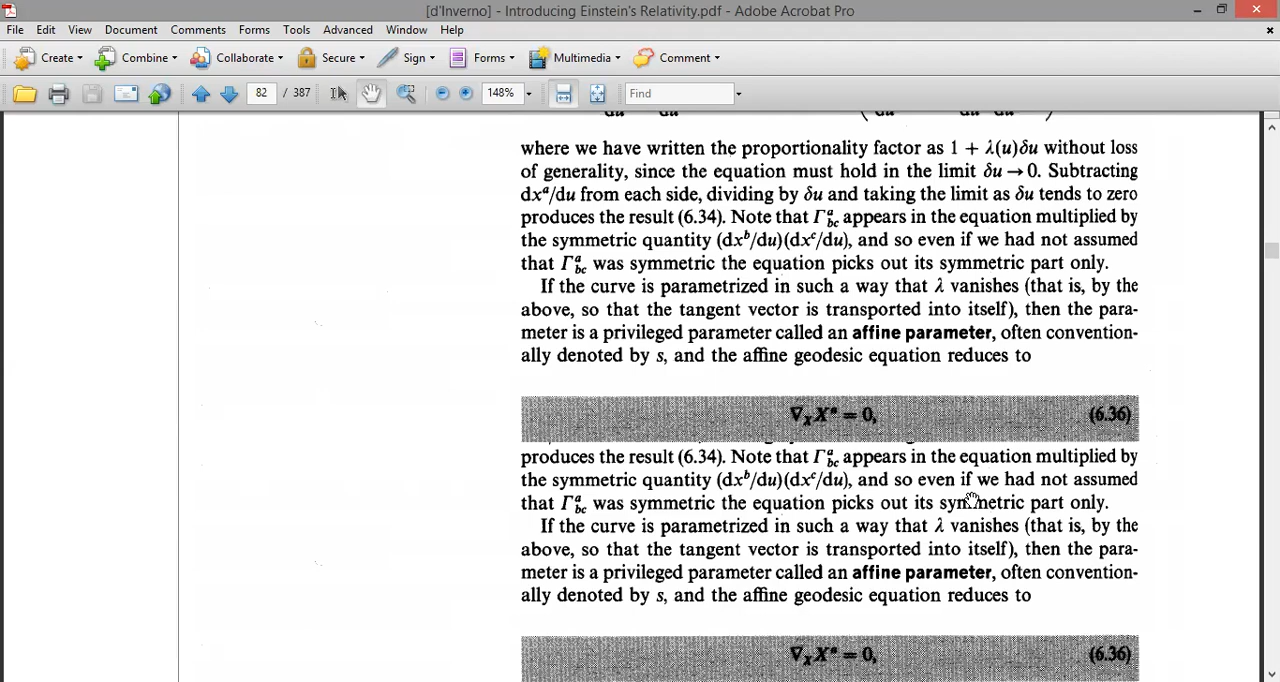 [d'Inverno] - Introducing Einstein's Relativity.pdf - Adobe Acrobat Pro
File Edit View Document Comments Forms Tools Advanced Window Help
Create Combine Collaborate Secure Sign Forms Multimedia Comment
82 / 387 148% Find
where we have written the proportionality factor as 1 + λ(u)δu without loss
of generality, since the equation must hold in the limit δu → 0. Subtracting
dxᵃ/du from each side, dividing by δu and taking the limit as δu tends to zero
produces the result (6.34). Note that Γᵃ_bc appears in the equation multiplied by
the symmetric quantity (dxᵇ/du)(dxᶜ/du), and so even if we had not assumed
that Γᵃ_bc was symmetric the equation picks out its symmetric part only.
If the curve is parametrized in such a way that λ vanishes (that is, by the
above, so that the tangent vector is transported into itself), then the para-
meter is a privileged parameter called an affine parameter, often convention-
ally denoted by s, and the affine geodesic equation reduces to
∇_X Xᵃ = 0, (6.36)
produces the result (6.34). Note that Γᵃ_bc appears in the equation multiplied by
the symmetric quantity (dxᵇ/du)(dxᶜ/du), and so even if we had not assumed
that Γᵃ_bc was symmetric the equation picks out its symmetric part only.
If the curve is parametrized in such a way that λ vanishes (that is, by the
above, so that the tangent vector is transported into itself), then the para-
meter is a privileged parameter called an affine parameter, often convention-
ally denoted by s, and the affine geodesic equation reduces to
∇_X Xᵃ = 0, (6.36)